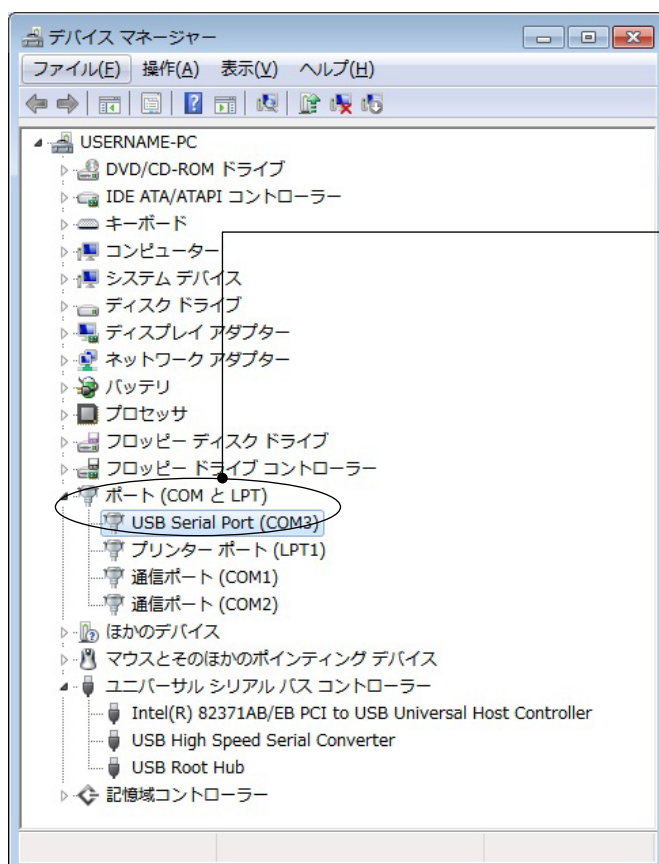 デバイス マネージャー
ファイル(F) 操作(A) 表示(V) ヘルプ(H)
USERNAME-PC
DVD/CD-ROM ドライブ
IDE ATA/ATAPI コントローラー
キーボード
コンピューター
システム デバイス
ディスク ドライブ
ディスプレイ アダプター
ネットワーク アダプター
バッテリ
プロセッサ
フロッピー ディスク ドライブ
フロッピー ドライブ コントローラー
ポート (COM と LPT)
USB Serial Port (COM3)
プリンター ポート (LPT1)
通信ポート (COM1)
通信ポート (COM2)
ほかのデバイス
マウスとそのほかのポインティング デバイス
ユニバーサル シリアル バス コントローラー
Intel(R) 82371AB/EB PCI to USB Universal Host Controller
USB High Speed Serial Converter
USB Root Hub
記憶域コントローラー